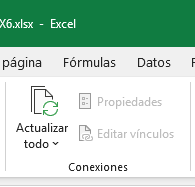 X6.xlsx - Excel
página Fórmulas Datos
Actualizar todo
Propiedades
Editar vínculos
Conexiones